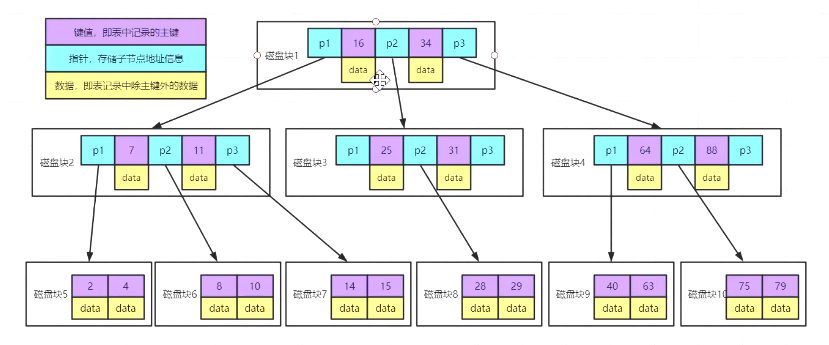 键值，即表中记录的主键
指针，存储子节点地址信息
数据，即表记录中除主键外的数据
磁盘块1
p1 16 p2 34 p3
data data
磁盘块2
p1 7 p2 11 p3
data data
磁盘块3
p1 25 p2 31 p3
data data
磁盘块4
p1 64 p2 88 p3
data data
磁盘块5
2 4
data data
磁盘块6
8 10
data data
磁盘块7
14 15
data data
磁盘块8
28 29
data data
磁盘块9
40 63
data data
磁盘块10
75 79
data data